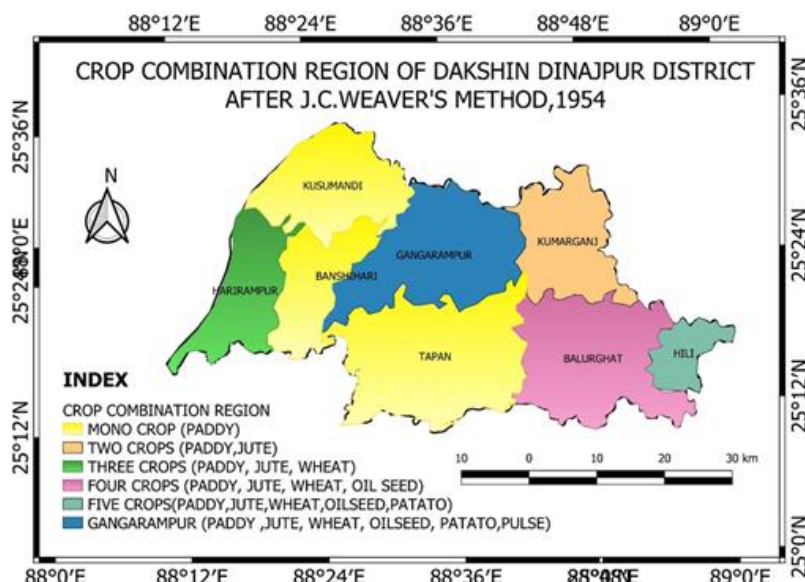 88°12′E 88°24′E 88°36′E 88°48′E 89°0′E
CROP COMBINATION REGION OF DAKSHIN DINAJPUR DISTRICT
AFTER J.C.WEAVER'S METHOD,1954
25°36′N
25°36′N
N
KUSUMANDI
KUMARGANJ
25°24′N
GANGARAMPUR
BANSHIHARI
HARIRAMPUR
TAPAN
BALURGHAT
HILI
25°12′N
INDEX
CROP COMBINATION REGION
MONO CROP (PADDY)
TWO CROPS (PADDY,JUTE)
THREE CROPS (PADDY, JUTE, WHEAT)
FOUR CROPS (PADDY, JUTE, WHEAT, OIL SEED)
FIVE CROPS(PADDY,JUTE,WHEAT,OILSEED,PATATO)
GANGARAMPUR (PADDY ,JUTE, WHEAT, OILSEED, PATATO,PULSE)
10 0 10 20 30 km
25°12′N
25°0′N
88°0′E 88°12′E 88°24′E 88°36′E 89°0′E